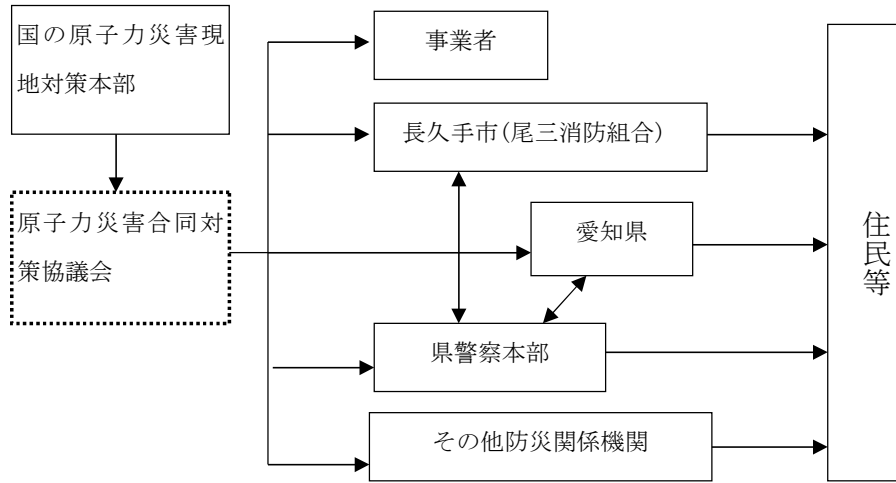 国の原子力災害現
地対策本部
原子力災害合同対
策協議会
事業者
長久手市(尾三消防組合)
愛知県
県警察本部
その他防災関係機関
住民等